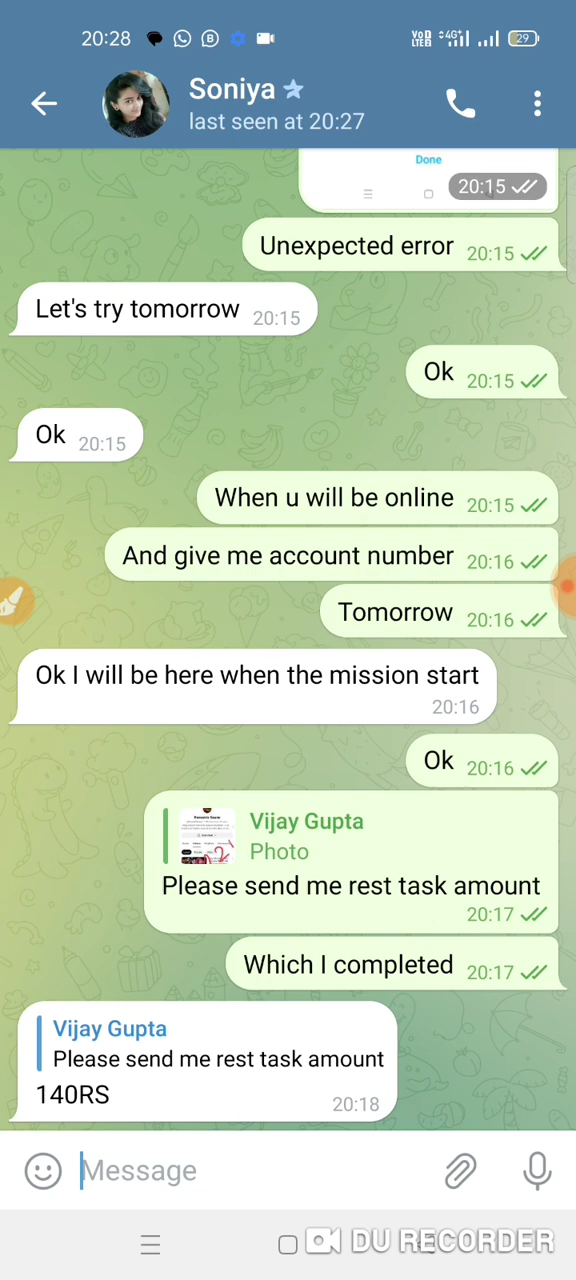 20:28
VoD LTE2 4G+ 29
Soniya
last seen at 20:27
Done
20:15
Unexpected error 20:15
Let's try tomorrow 20:15
Ok 20:15
Ok 20:15
When u will be online 20:15
And give me account number 20:16
Tomorrow 20:16
Ok I will be here when the mission start
20:16
Ok 20:16
Vijay Gupta
Photo
Please send me rest task amount
20:17
Which I completed 20:17
Vijay Gupta
Please send me rest task amount
140RS 20:18
Message
DU RECORDER